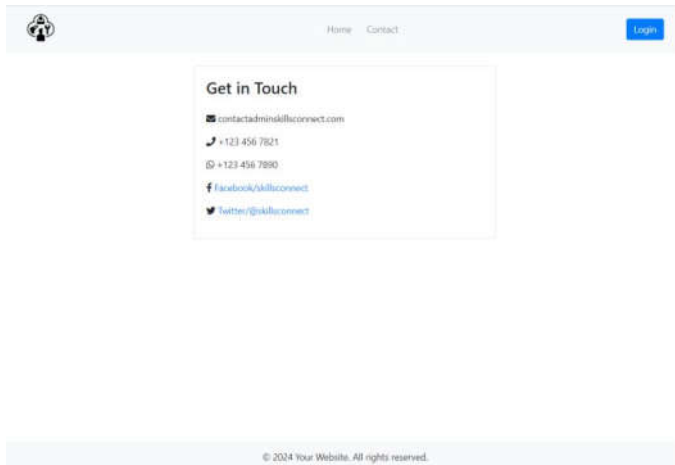 Home Contact Login
Get in Touch
contactadminskillsconnect.com
+123 456 7821
+123 456 7890
Facebook/skillsconnect
Twitter/@skillsconnect
© 2024 Your Website. All rights reserved.